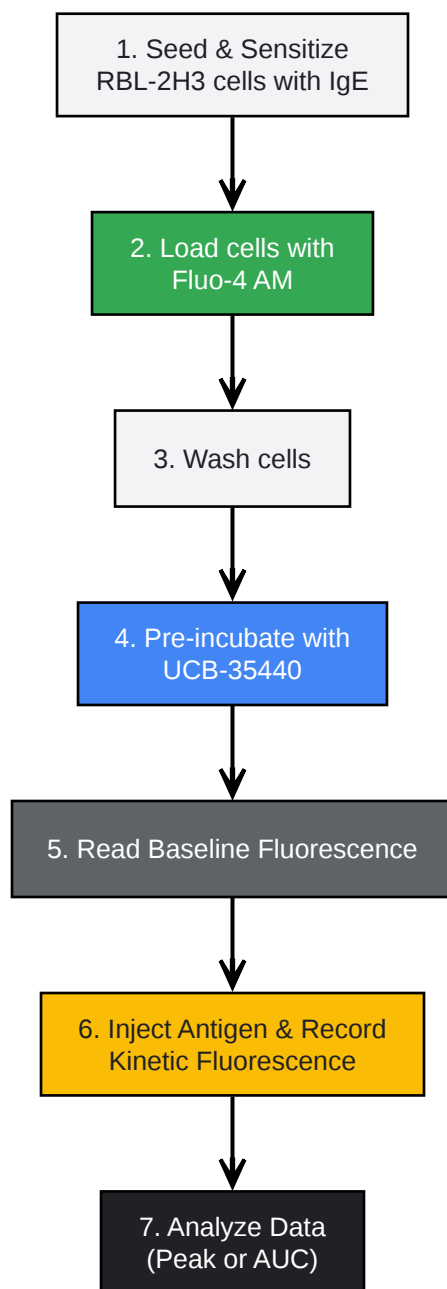 1. Seed & Sensitize
RBL-2H3 cells with IgE
2. Load cells with
Fluo-4 AM
3. Wash cells
4. Pre-incubate with
UCB-35440
5. Read Baseline Fluorescence
6. Inject Antigen & Record
Kinetic Fluorescence
7. Analyze Data
(Peak or AUC)